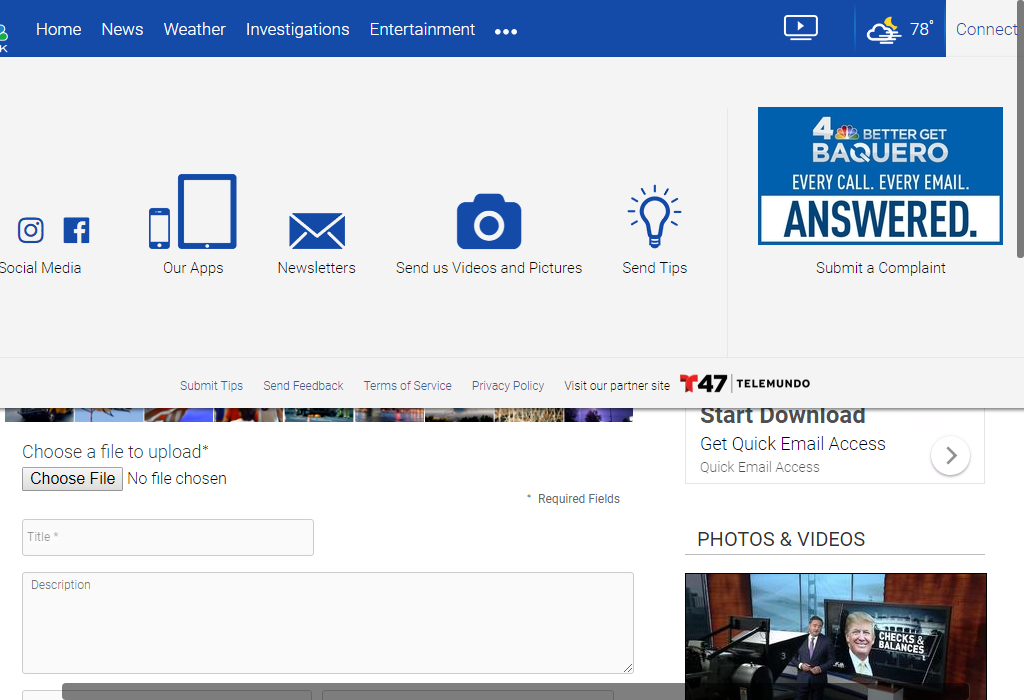 K
Home
News
Weather
Investigations
Entertainment
78°
Connect
4 BETTER GET
BAQUERO
EVERY CALL. EVERY EMAIL.
ANSWERED.
Social Media
Our Apps
Newsletters
Send us Videos and Pictures
Send Tips
Submit a Complaint
Submit Tips
Send Feedback
Terms of Service
Privacy Policy
Visit our partner site
T47 TELEMUNDO
Start Download
Get Quick Email Access
Quick Email Access
Choose a file to upload*
Choose File No file chosen
* Required Fields
Title *
Description
PHOTOS & VIDEOS
CHECKS &
BALANCES